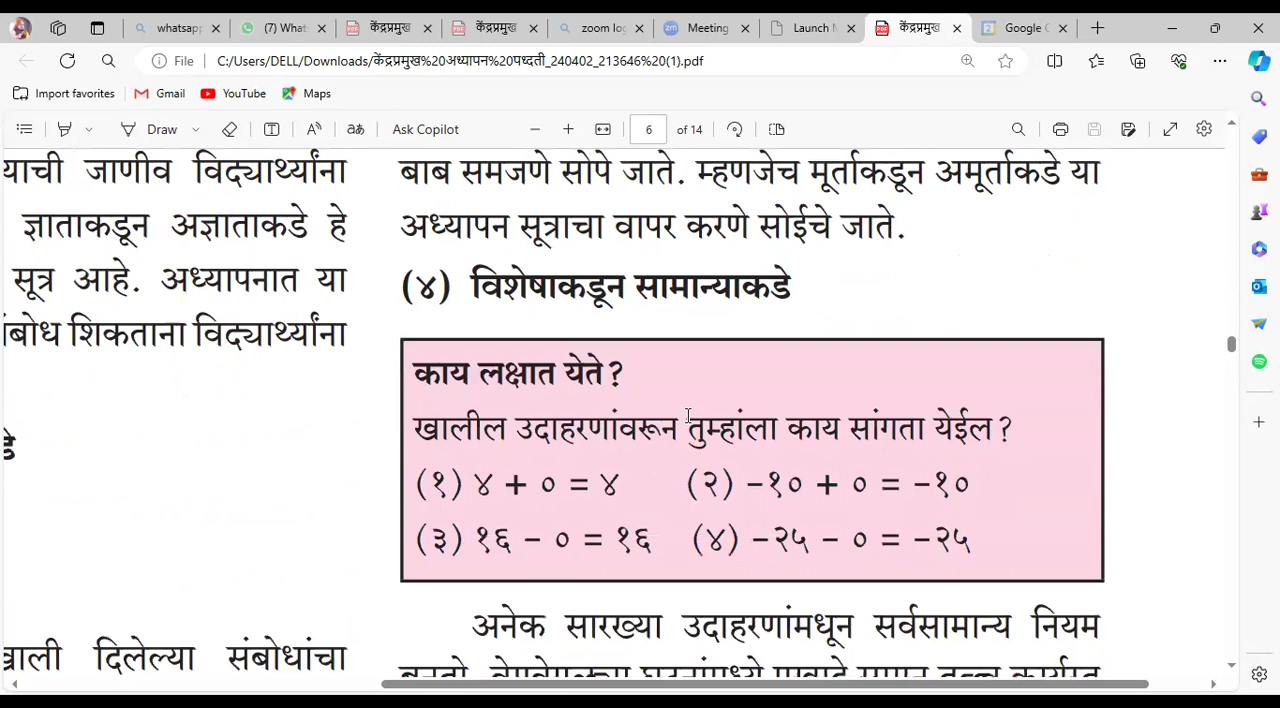 whatsapp
(7) Whats
केंद्रप्रमुख
केंद्रप्रमुख
zoom log
Meeting
Launch M
केंद्रप्रमुख
Google C
File
C:/Users/DELL/Downloads/केंद्रप्रमुख%20अध्यापन%20पध्दती_240402_213646%20(1).pdf
Import favorites
Gmail
YouTube
Maps
Draw
Ask Copilot
6 of 14
याची जाणीव विद्यार्थ्यांना
ज्ञाताकडून अज्ञाताकडे हे
सूत्र आहे. अध्यापनात या
शिकताना विद्यार्थ्यांना
डे
दिलेल्या संबोधांचा
बाब समजणे सोपे जाते. म्हणजेच मूर्ताकडून अमूर्ताकडे या
अध्यापन सूत्राचा वापर करणे सोईचे जाते.
(४) विशेषाकडून सामान्याकडे
काय लक्षात येते?
खालील उदाहरणांवरून तुम्हांला काय सांगता येईल?
(१) ४ + ० = ४ (२) -१० + ० = -१०
(३) १६ - ० = १६ (४) -२५ - ० = -२५
अनेक सारख्या उदाहरणांमधून सर्वसामान्य नियम